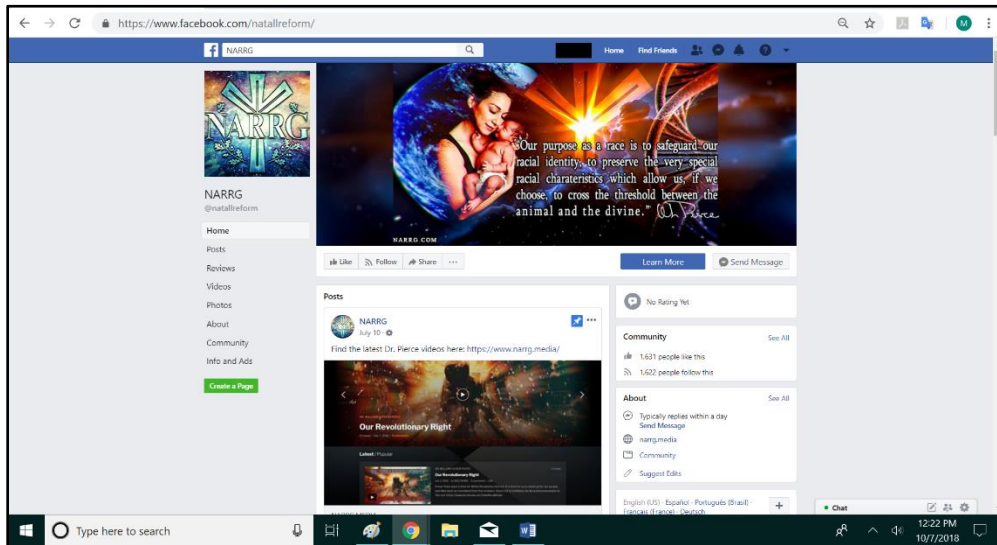 https://www.facebook.com/natallreform/
M
NARRG
Home
Find Friends
NARRG
"Our purpose as a race is to safeguard our
racial identity, to preserve the very special
racial charateristics which allow us, if we
choose, to cross the threshold between the
animal and the divine."
NARRG.COM
NARRG
@natallreform
Home
Posts
Reviews
Videos
Photos
About
Community
Info and Ads
Create a Page
Like
Follow
Share
Learn More
Send Message
Posts
NARRG
July 10
Find the latest Dr. Pierce videos here: https://www.narrg.media/
Our Revolutionary Right
Latest / Popular
Our Revolutionary Right
No Rating Yet
Community
See All
1,631 people like this
1,622 people follow this
About
See All
Typically replies within a day
Send Message
narrg.media
Community
Suggest Edits
English (US) · Español · Português (Brasil) ·
Français (France) · Deutsch
Chat
Type here to search
12:22 PM
10/7/2018